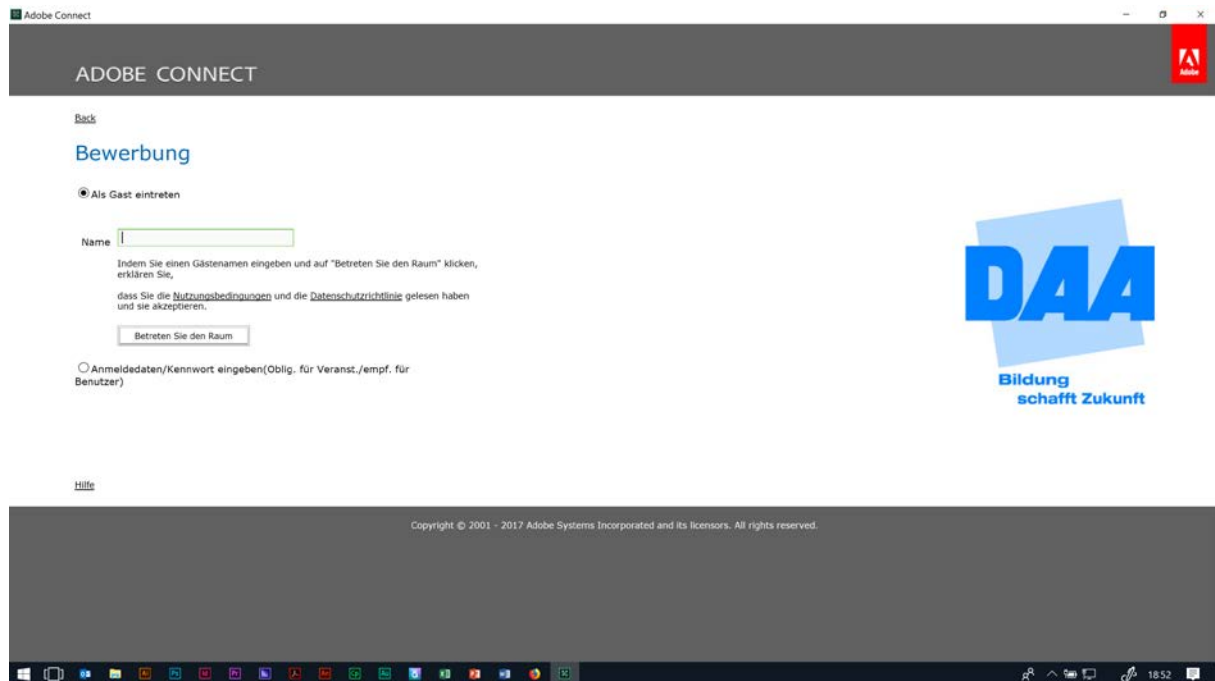 Adobe Connect
ADOBE CONNECT
Adobe
Back
Bewerbung
Als Gast eintreten
Name
Indem Sie einen Gästenamen eingeben und auf "Betreten Sie den Raum" klicken,
erklären Sie,
dass Sie die Nutzungsbedingungen und die Datenschutzrichtlinie gelesen haben
und sie akzeptieren.
Betreten Sie den Raum
Anmeldedaten/Kennwort eingeben(Oblig. für Veranst./empf. für
Benutzer)
DAA
Bildung
schafft Zukunft
Hilfe
Copyright © 2001 - 2017 Adobe Systems Incorporated and its licensors. All rights reserved.
18:52